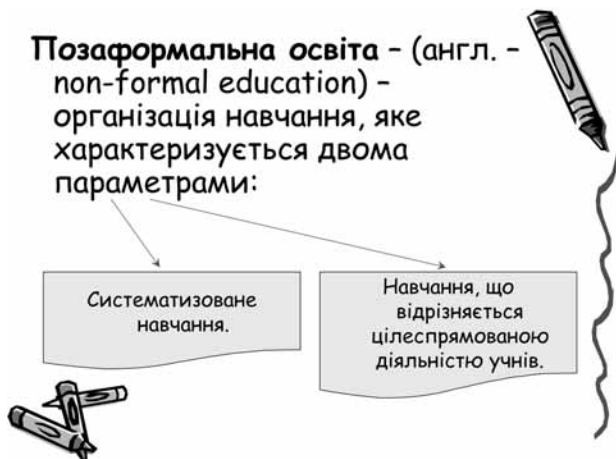 Позаформальна освіта – (англ. –
non-formal education) –
організація навчання, яке
характеризується двома
параметрами:
Систематизоване
навчання.
Навчання, що
відрізняється
цілеспрямованою
діяльністю учнів.